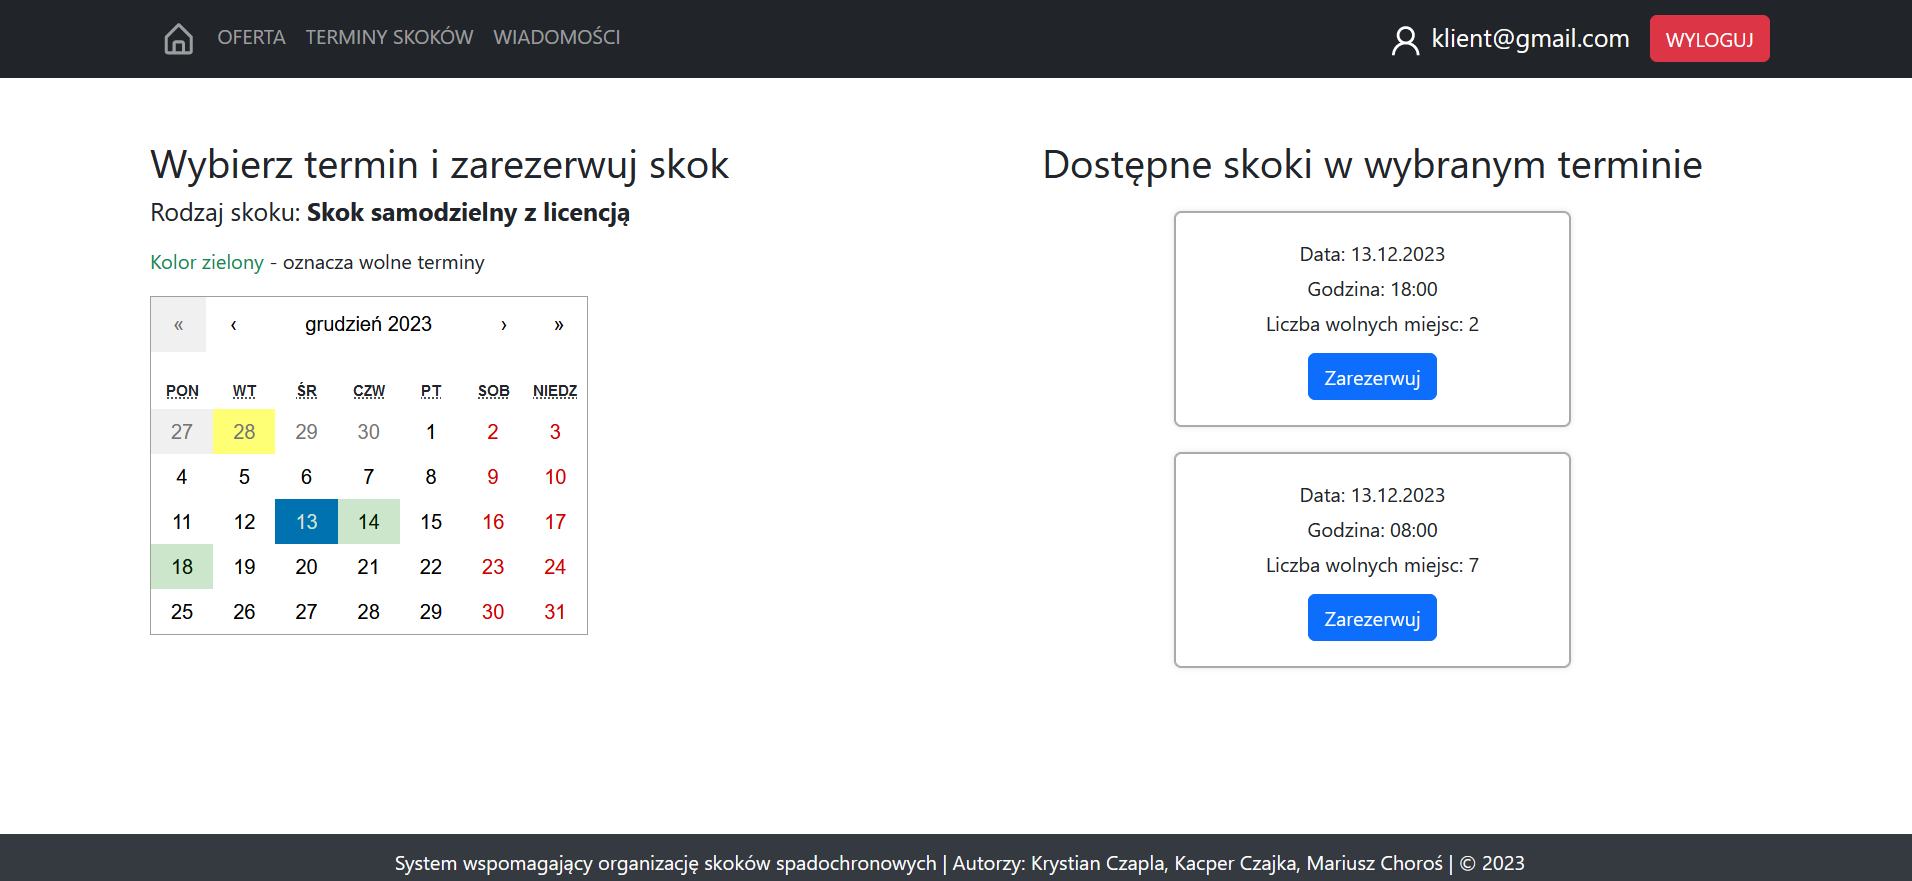 OFERTA TERMINY SKOKÓW WIADOMOŚCI klient@gmail.com WYLOGUJ
Wybierz termin i zarezerwuj skok
Rodzaj skoku: Skok samodzielny z licencją
Kolor zielony - oznacza wolne terminy
« ‹ grudzień 2023 › »
PON WT ŚR CZW PT SOB NIEDZ
27 28 29 30 1 2 3
4 5 6 7 8 9 10
11 12 13 14 15 16 17
18 19 20 21 22 23 24
25 26 27 28 29 30 31
Dostępne skoki w wybranym terminie
Data: 13.12.2023
Godzina: 18:00
Liczba wolnych miejsc: 2
Zarezerwuj
Data: 13.12.2023
Godzina: 08:00
Liczba wolnych miejsc: 7
Zarezerwuj
System wspomagający organizację skoków spadochronowych | Autorzy: Krystian Czapla, Kacper Czajka, Mariusz Choroś | © 2023